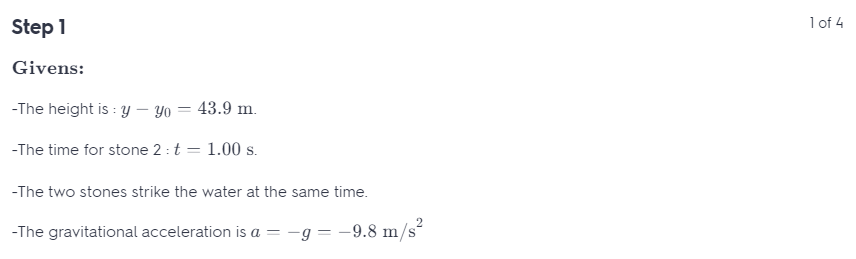 Step 1
1 of 4
Givens:
-The height is : y − y₀ = 43.9 m.
-The time for stone 2 : t = 1.00 s.
-The two stones strike the water at the same time.
-The gravitational acceleration is a = −g = −9.8 m/s²